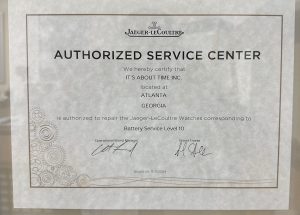 JAEGER-LECOULTRE
AUTHORIZED SERVICE CENTER
We hereby certify that
IT'S ABOUT TIME INC.
located at
ATLANTA
GEORGIA
is authorized to repair the Jaeger-LeCoultre Watches corresponding to
Battery Service Level 10